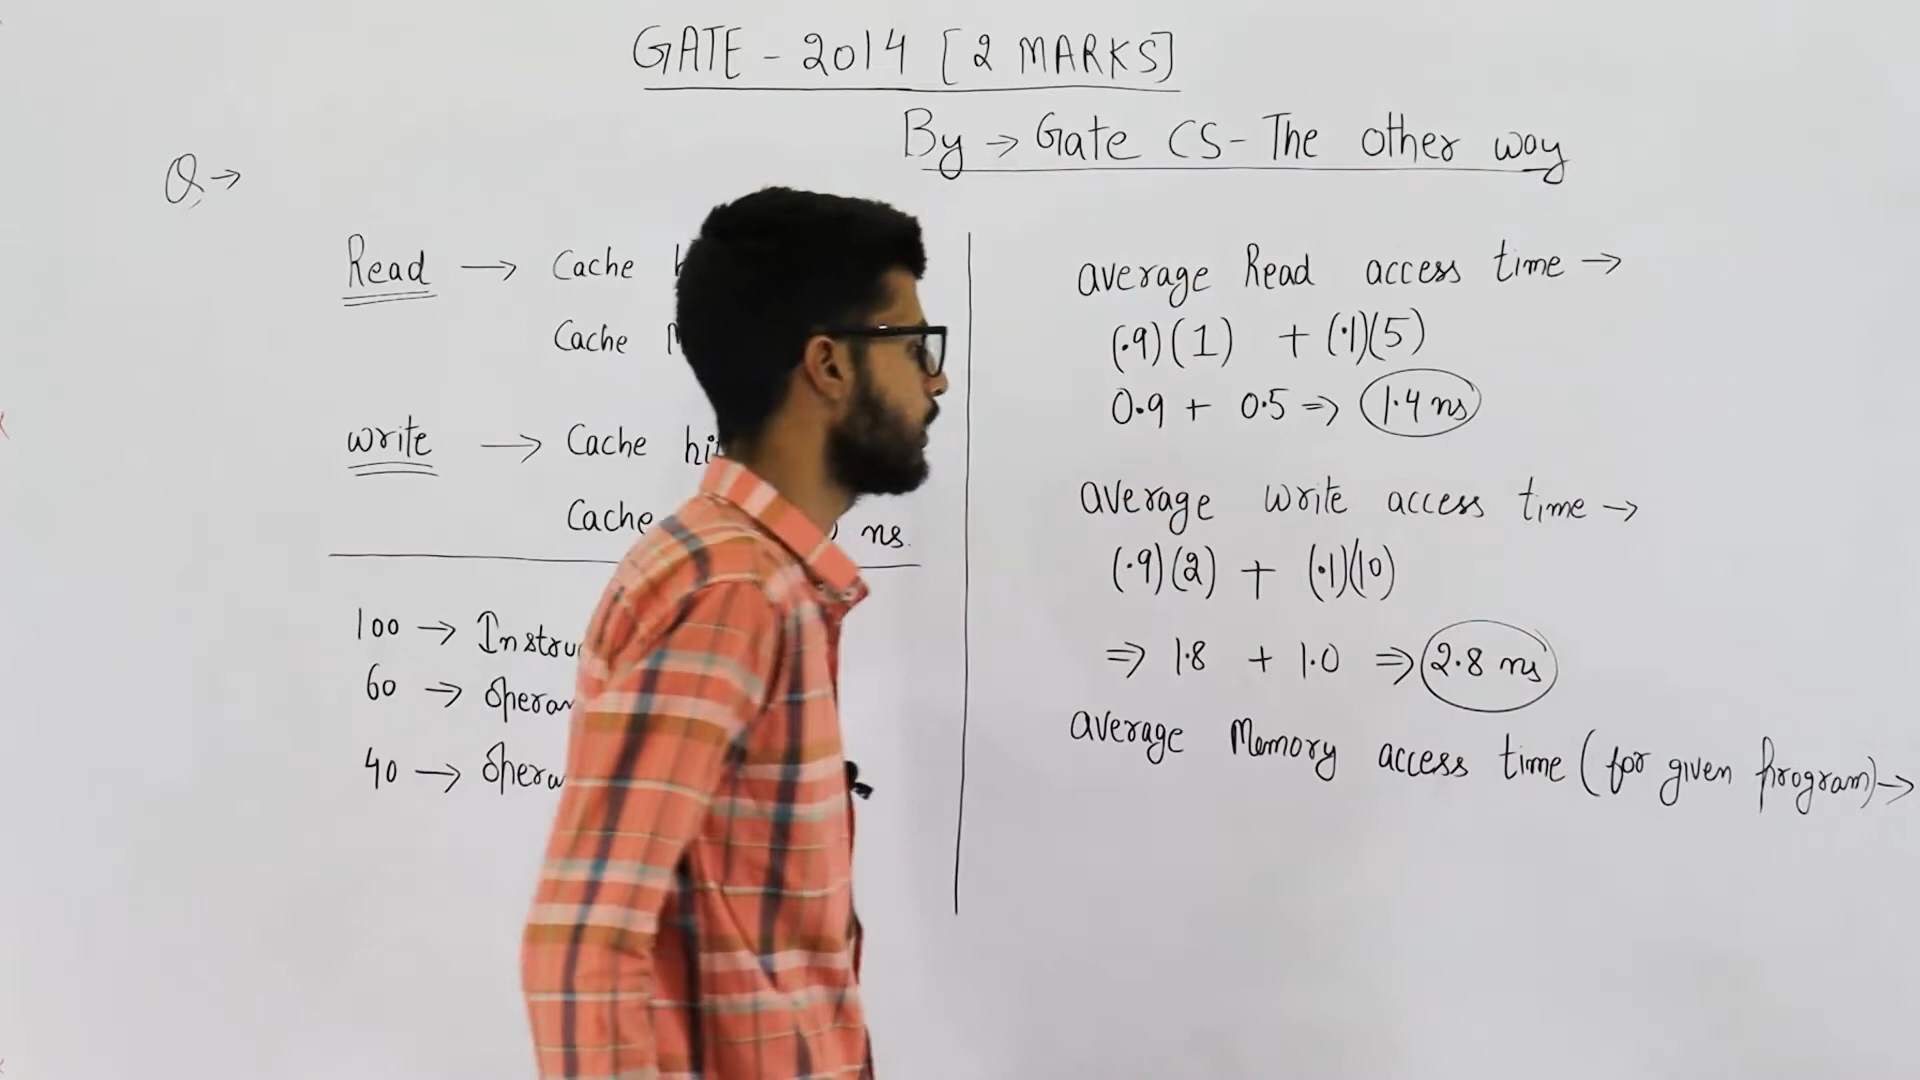 GATE - 2014 [2 MARKS]
By → Gate CS - The other way
Q →
Read → Cache
Cache
write → Cache hit
Cache ns.
100 →
60 →
40 →
average Read access time →
(.9)(1) + (.1)(5)
0.9 + 0.5 ⇒ 1.4 ns
average write access time →
(.9)(2) + (.1)(10)
⇒ 1.8 + 1.0 ⇒ 2.8 ns
average Memory access time (for given program) →